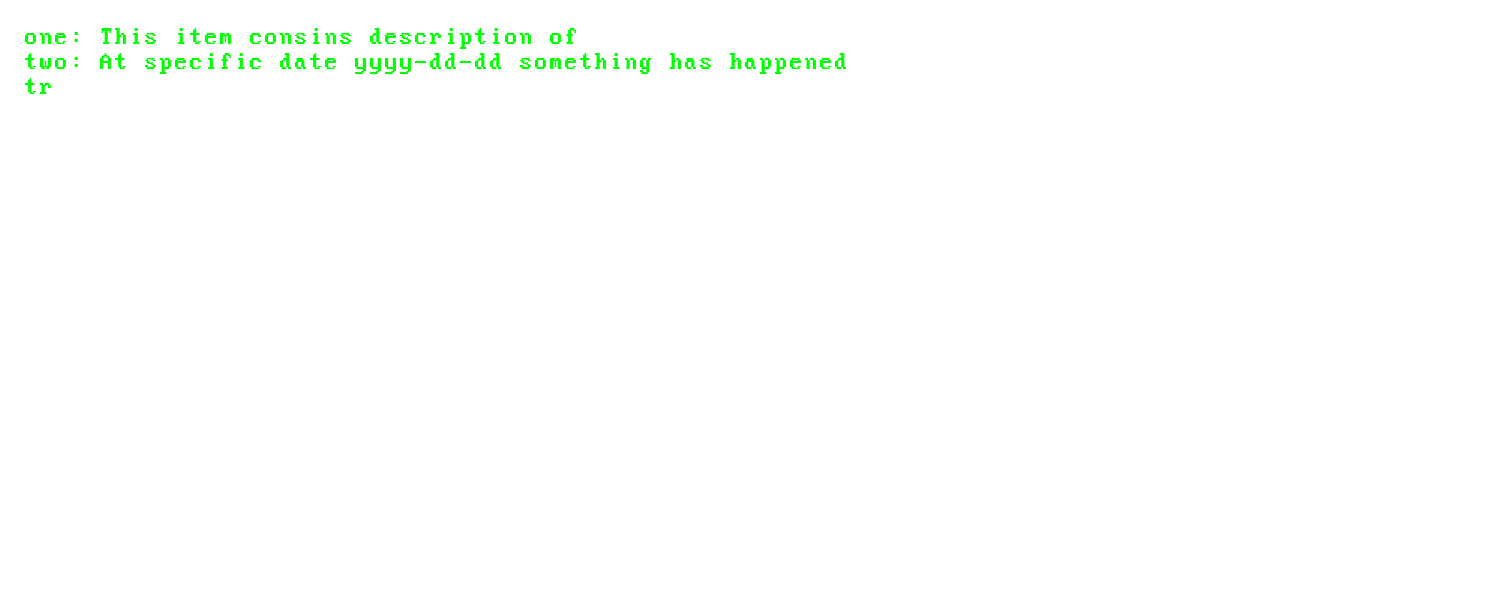 one: This item consins description of
two: At specific date yyyy-dd-dd something has happened
tr